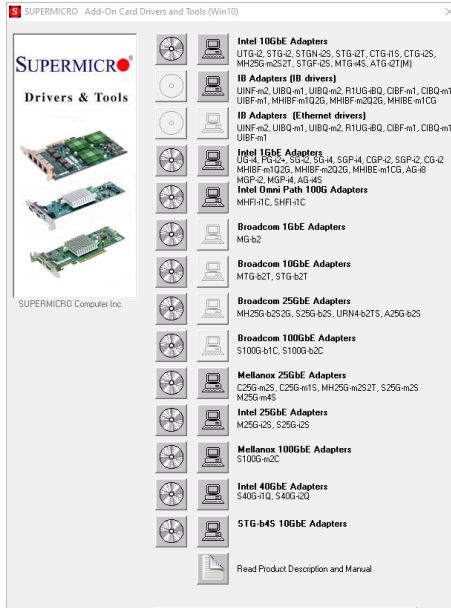 S SUPERMICRO Add-On Card Drivers and Tools (Win10)
SUPERMICRO
Drivers & Tools
SUPERMICRO Computer Inc.
Intel 10GbE Adapters
UTG-i2, STG-i2, STGN-i2S, STG-i2T, CTG-i1S, CTG-i2S,
MH25G-m2S2T, STGF-i2S, MTG-i4S, ATG-i2T(M)
IB Adapters (IB drivers)
UINF-m2, UIBQ-m1, UIBQ-m2, R1UG-iBQ, CIBF-m1, CIBQ-m1
UIBF-m1, MHIBF-m1Q2G, MHIBF-m2Q2G, MHIBE-m1CG
IB Adapters (Ethernet drivers)
UINF-m2, UIBQ-m1, UIBQ-m2, R1UG-iBQ, CIBF-m1, CIBQ-m1
UIBF-m1
Intel 1GbE Adapters
UG-i4, PG-i2+, SG-i2, SG-i4, SGP-i4, CGP-i2, SGP-i2, CG-i2
MHIBF-m1Q2G, MHIBF-m2Q2G, MHIBE-m1CG, AG-i8
MGP-i2, MGP-i4, AG-i4S
Intel Omni Path 100G Adapters
MHFI-i1C, SHFI-i1C
Broadcom 1GbE Adapters
MG-b2
Broadcom 10GbE Adapters
MTG-b2T, STG-b2T
Broadcom 25GbE Adapters
MH25G-b2S2G, S25G-b2S, URN4-b2TS, A25G-b2S
Broadcom 100GbE Adapters
S100G-b1C, S100G-b2C
Mellanox 25GbE Adapters
C25G-m2S, C25G-m1S, MH25G-m2S2T, S25G-m2S
M25G-m4S
Intel 25GbE Adapters
M25G-i2S, S25G-i2S
Mellanox 100GbE Adapters
S100G-m2C
Intel 40GbE Adapters
S40G-i1Q, S40G-i2Q
STG-b4S 10GbE Adapters
Read Product Description and Manual